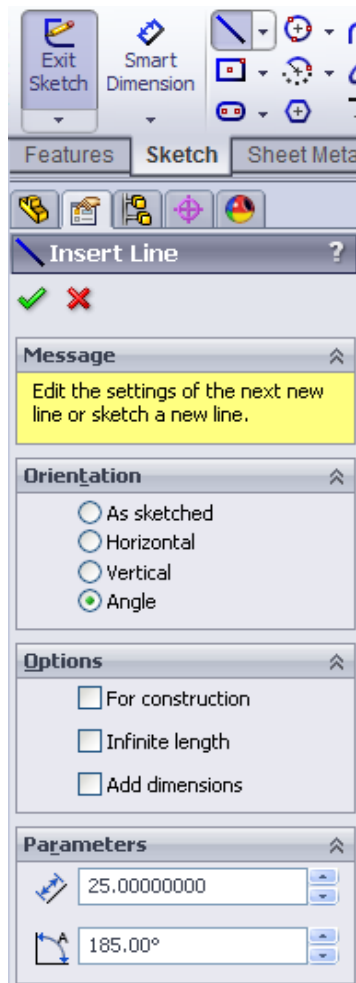 Exit Sketch
Smart Dimension
Features Sketch Sheet Meta
Insert Line ?
Message
Edit the settings of the next new
line or sketch a new line.
Orientation
As sketched
Horizontal
Vertical
Angle
Options
For construction
Infinite length
Add dimensions
Parameters
25.00000000
A
185.00°